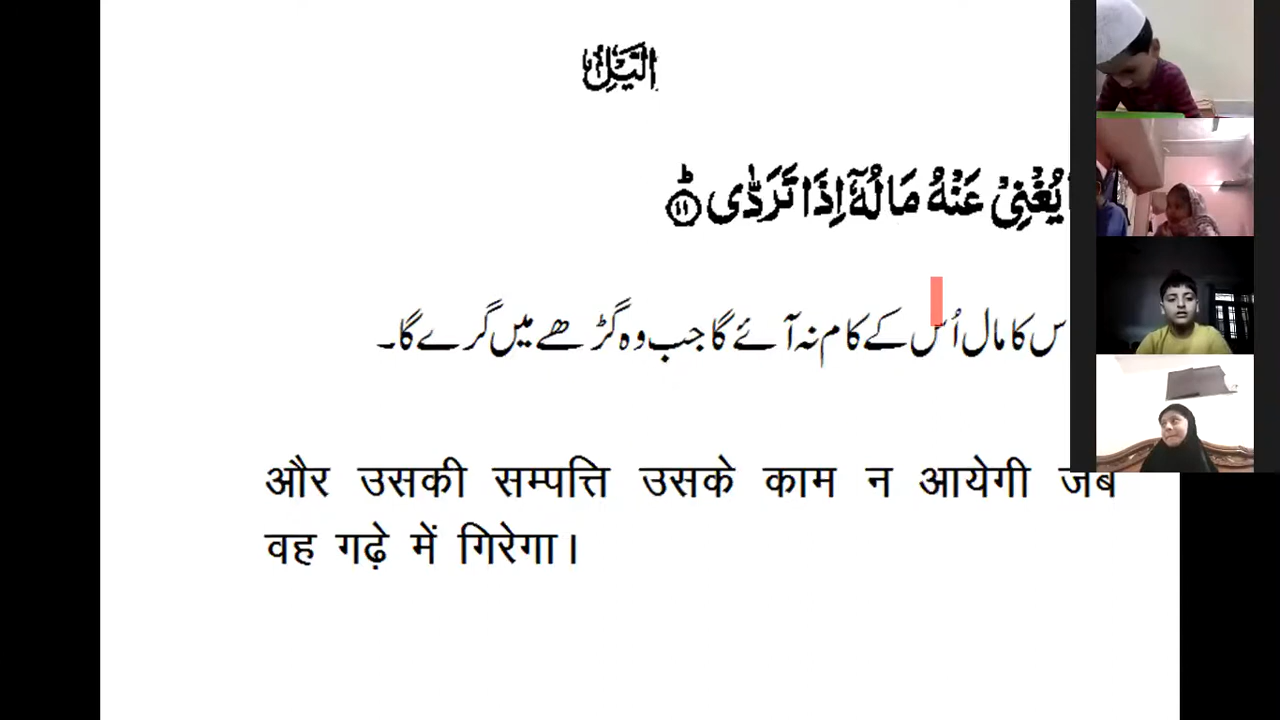 الَّيۡل
يُغۡنِىۡ عَنۡهُ مَالُهٗۤ اِذَا تَرَدّٰى ؕ‏ ﴿۱۱﴾
س کا مال اُس کے کام نہ آئے گا جب وہ گڑھے میں گرے گا۔
और उसकी सम्पत्ति उसके काम न आयेगी जब
वह गढ़े में गिरेगा।